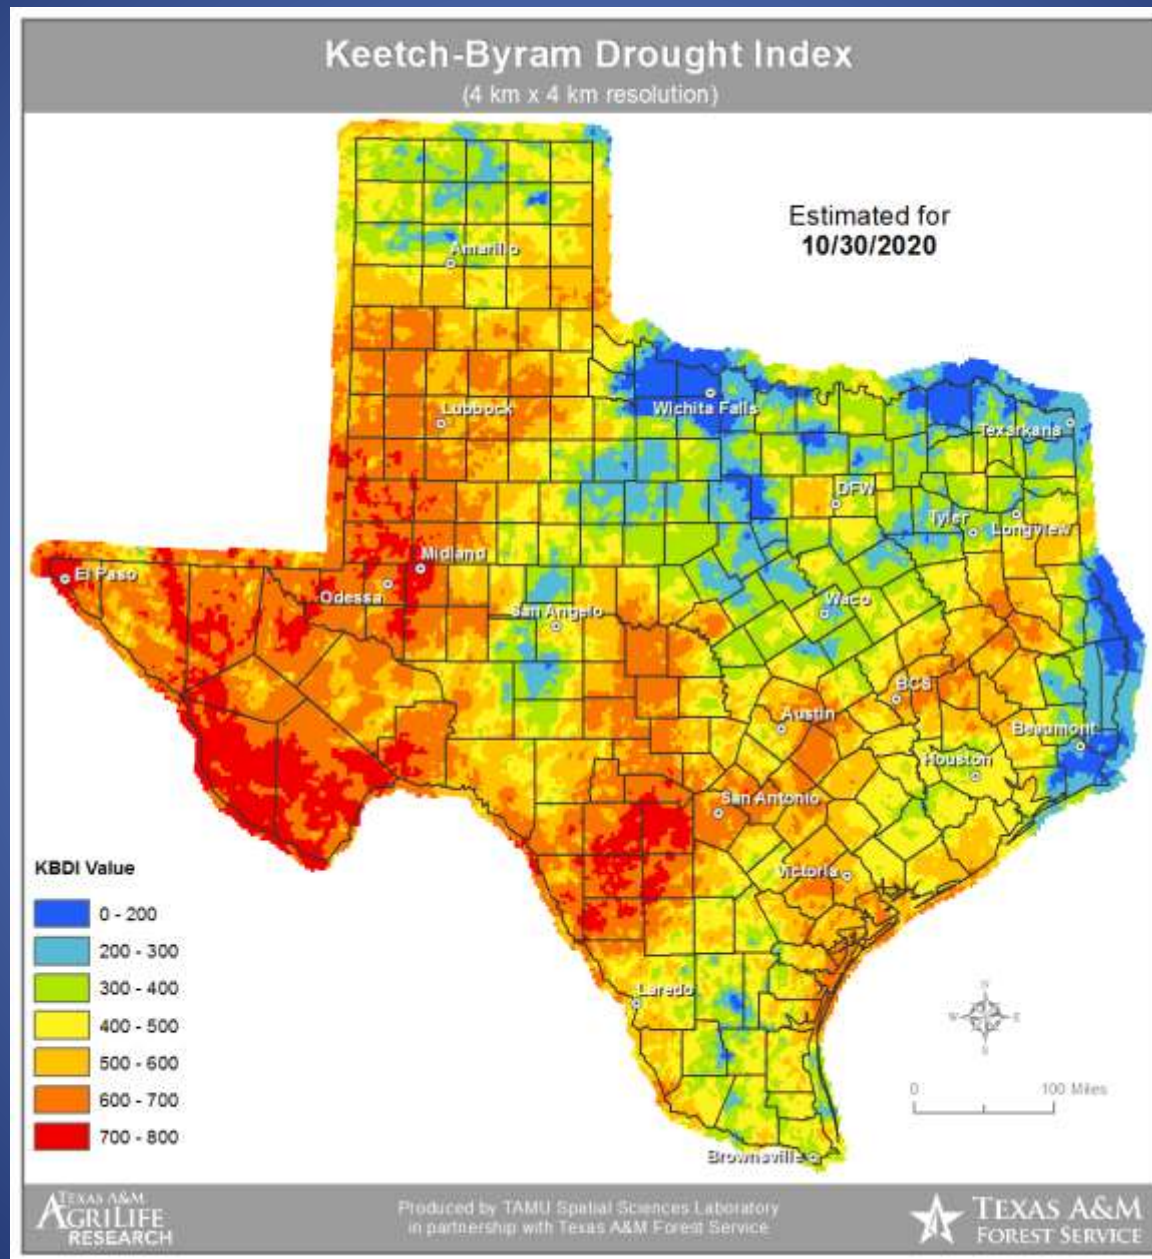 Keetch-Byram Drought Index
(4 km x 4 km resolution)
Estimated for
10/30/2020
Amarillo
Lubbock
Wichita Falls
Texarkana
DFW
Tyler
Longview
Midland
El Paso
Odessa
San Angelo
Waco
BCS
Austin
Beaumont
Houston
San Antonio
Victoria
Laredo
Brownsville
KBDI Value
0 - 200
200 - 300
300 - 400
400 - 500
500 - 600
600 - 700
700 - 800
N
W E
S
0 100 Miles
TEXAS A&M
AGRILIFE
RESEARCH
Produced by TAMU Spatial Sciences Laboratory
in partnership with Texas A&M Forest Service
TEXAS A&M
FOREST SERVICE